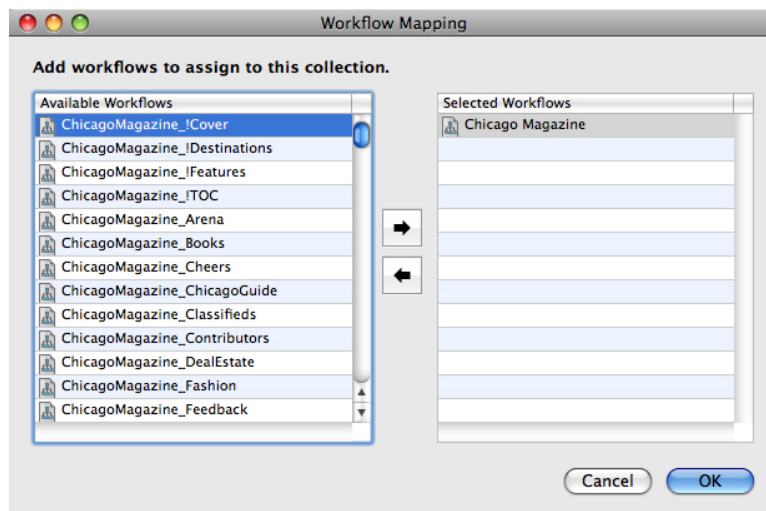 Workflow Mapping
Add workflows to assign to this collection.
Available Workflows
ChicagoMagazine_!Cover
ChicagoMagazine_!Destinations
ChicagoMagazine_!Features
ChicagoMagazine_!TOC
ChicagoMagazine_Arena
ChicagoMagazine_Books
ChicagoMagazine_Cheers
ChicagoMagazine_ChicagoGuide
ChicagoMagazine_Classifieds
ChicagoMagazine_Contributors
ChicagoMagazine_DealEstate
ChicagoMagazine_Fashion
ChicagoMagazine_Feedback
Selected Workflows
Chicago Magazine
Cancel
OK